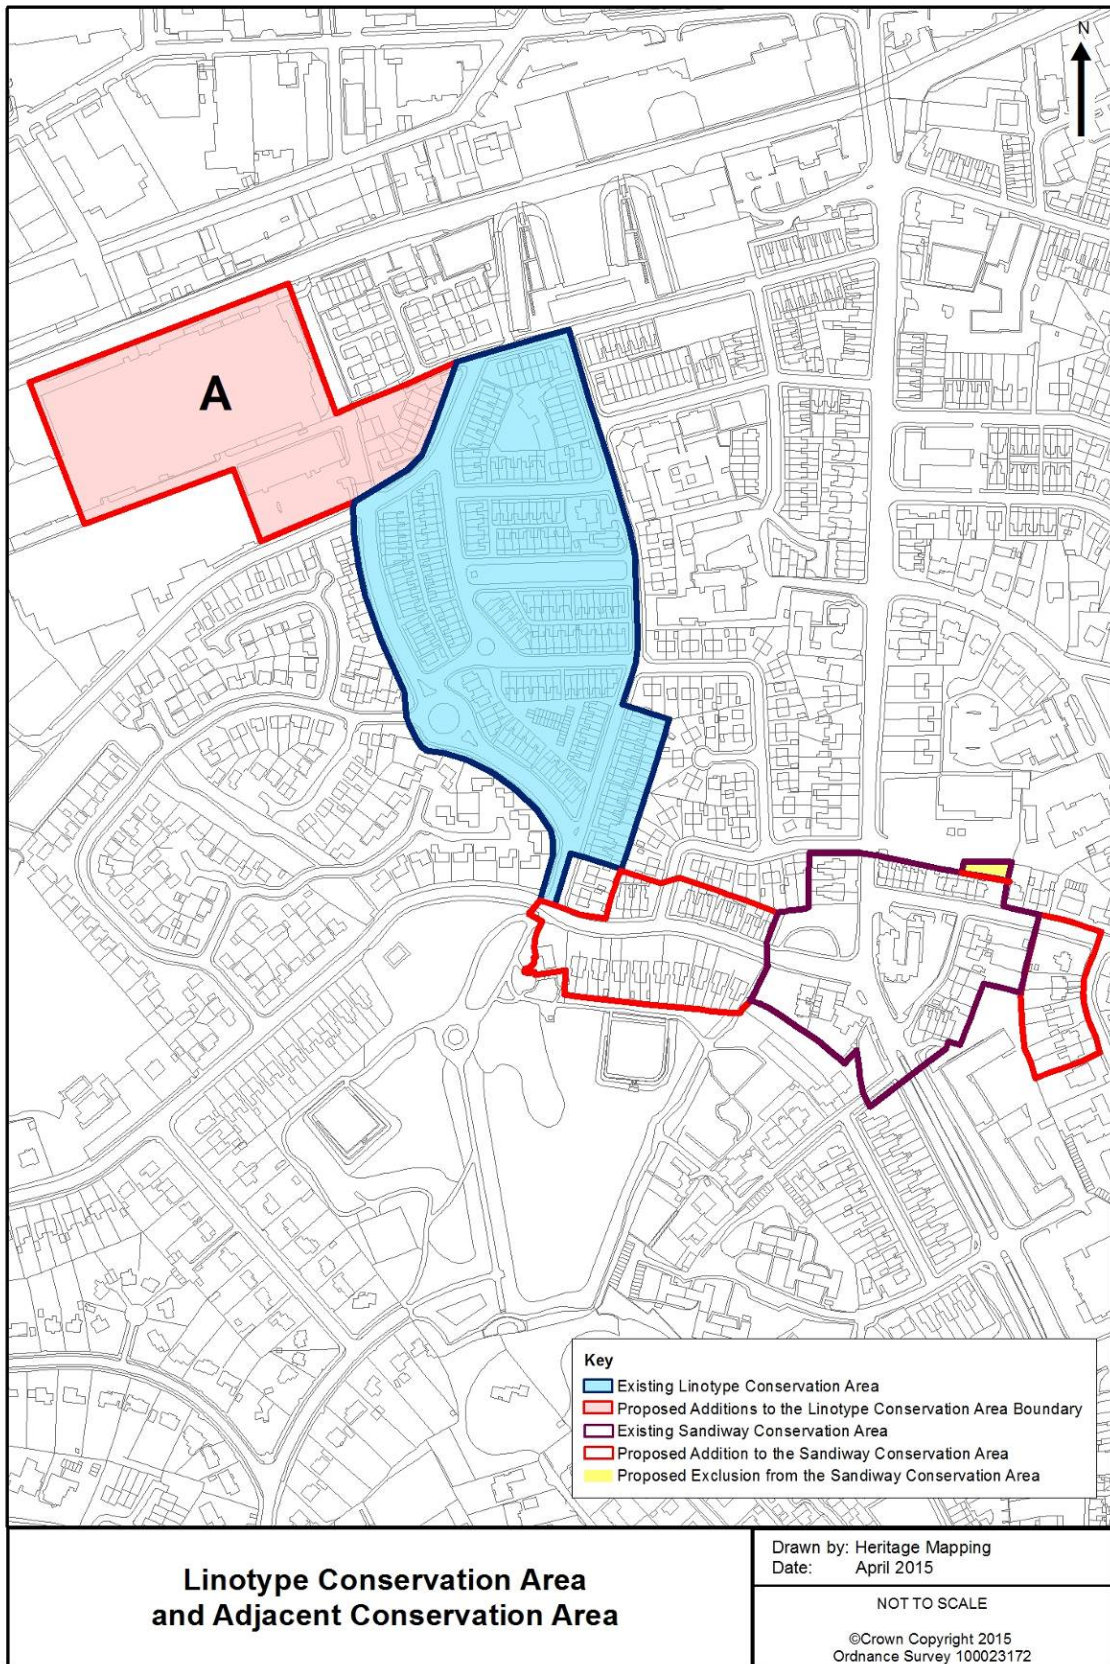 N
A
Key
Existing Linotype Conservation Area
Proposed Additions to the Linotype Conservation Area Boundary
Existing Sandiway Conservation Area
Proposed Addition to the Sandiway Conservation Area
Proposed Exclusion from the Sandiway Conservation Area
Linotype Conservation Area
and Adjacent Conservation Area
Drawn by: Heritage Mapping
Date: April 2015
NOT TO SCALE
©Crown Copyright 2015
Ordnance Survey 100023172